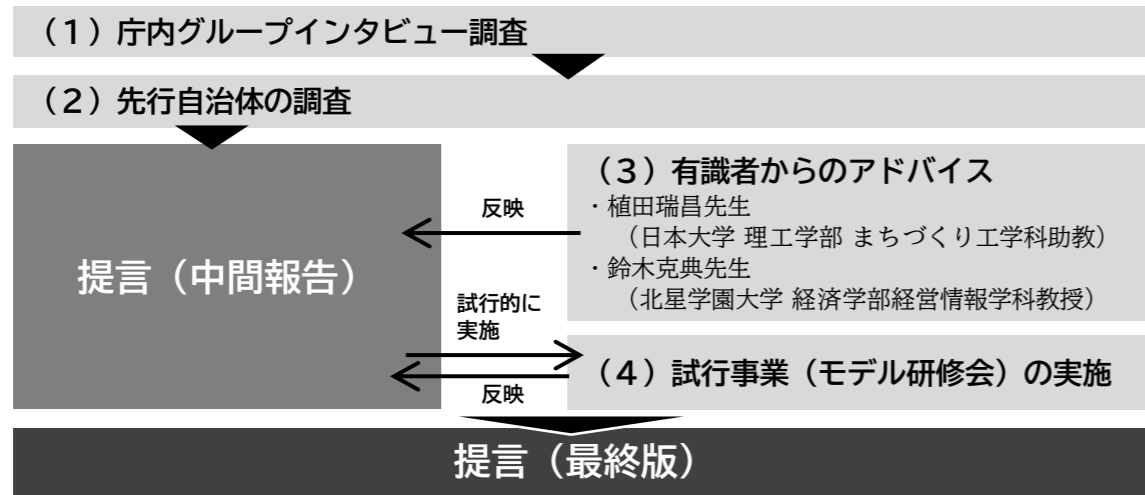 （1）庁内グループインタビュー調査
（2）先行自治体の調査
提言（中間報告）
反映
（3）有識者からのアドバイス
・植田瑞昌先生
（日本大学 理工学部 まちづくり工学科助教）
・鈴木克典先生
（北星学園大学 経済学部経営情報学科教授）
試行的に
実施
反映
（4）試行事業（モデル研修会）の実施
提言（最終版）